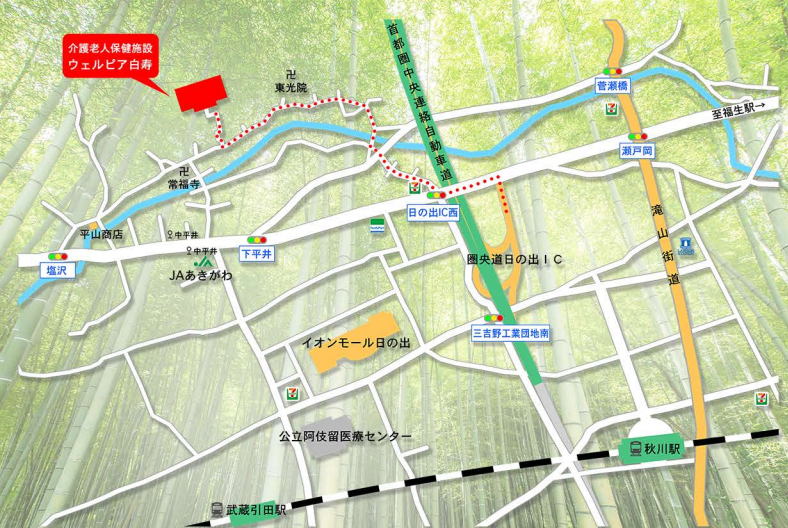 介護老人保健施設
ウェルピア白寿
卍
東光院
首都圏中央連絡自動車道
菅瀬橋
至福生駅→
7
瀬戸岡
卍
常福寺
7
日の出IC西
滝山街道
平山商店
中平井
中平井
下平井
FamilyMart
塩沢
JAあきがわ
圏央道日の出IC
三吉野工業団地南
イオンモール日の出
7
7
公立阿伎留医療センター
秋川駅
武蔵引田駅